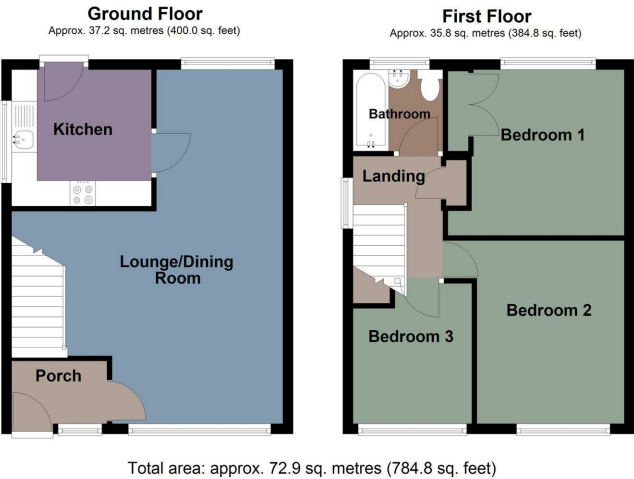 Ground Floor
Approx. 37.2 sq. metres (400.0 sq. feet)
Kitchen
Lounge/Dining
Room
Porch
First Floor
Approx. 35.8 sq. metres (384.8 sq. feet)
Bathroom
Bedroom 1
Landing
Bedroom 2
Bedroom 3
Total area: approx. 72.9 sq. metres (784.8 sq. feet)